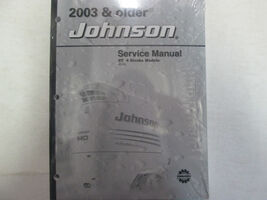 2003 & older
Johnson
Service Manual
4 Stroke Models
Johnson